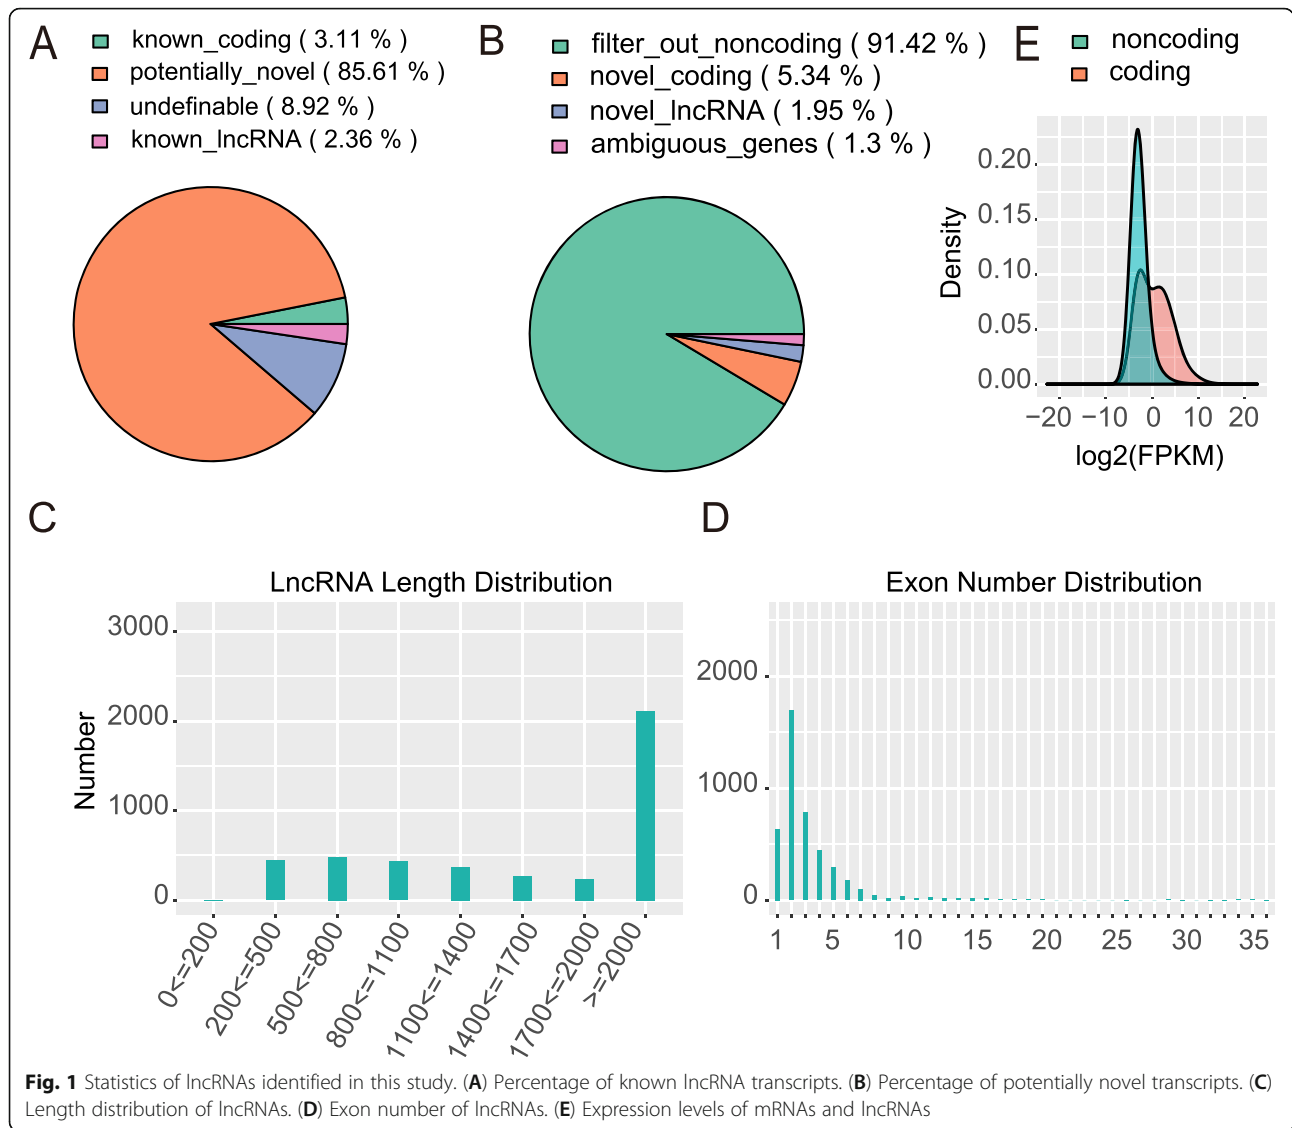 A
known_coding ( 3.11 % )
potentially_novel ( 85.61 % )
undefinable ( 8.92 % )
known_lncRNA ( 2.36 % )
B
filter_out_noncoding ( 91.42 % )
novel_coding ( 5.34 % )
novel_lncRNA ( 1.95 % )
ambiguous_genes ( 1.3 % )
E
noncoding
coding
Density
0.20
0.15
0.10
0.05
0.00
−20 −10 0 10 20
log2(FPKM)
C
LncRNA Length Distribution
Number
3000
2000
1000
0
0<=200
200<=500
500<=800
800<=1100
1100<=1400
1400<=1700
1700<=2000
>=2000
D
Exon Number Distribution
2000
1000
0
1 5 10 15 20 25 30 35
Fig. 1 Statistics of lncRNAs identified in this study. (A) Percentage of known lncRNA transcripts. (B) Percentage of potentially novel transcripts. (C)
Length distribution of lncRNAs. (D) Exon number of lncRNAs. (E) Expression levels of mRNAs and lncRNAs